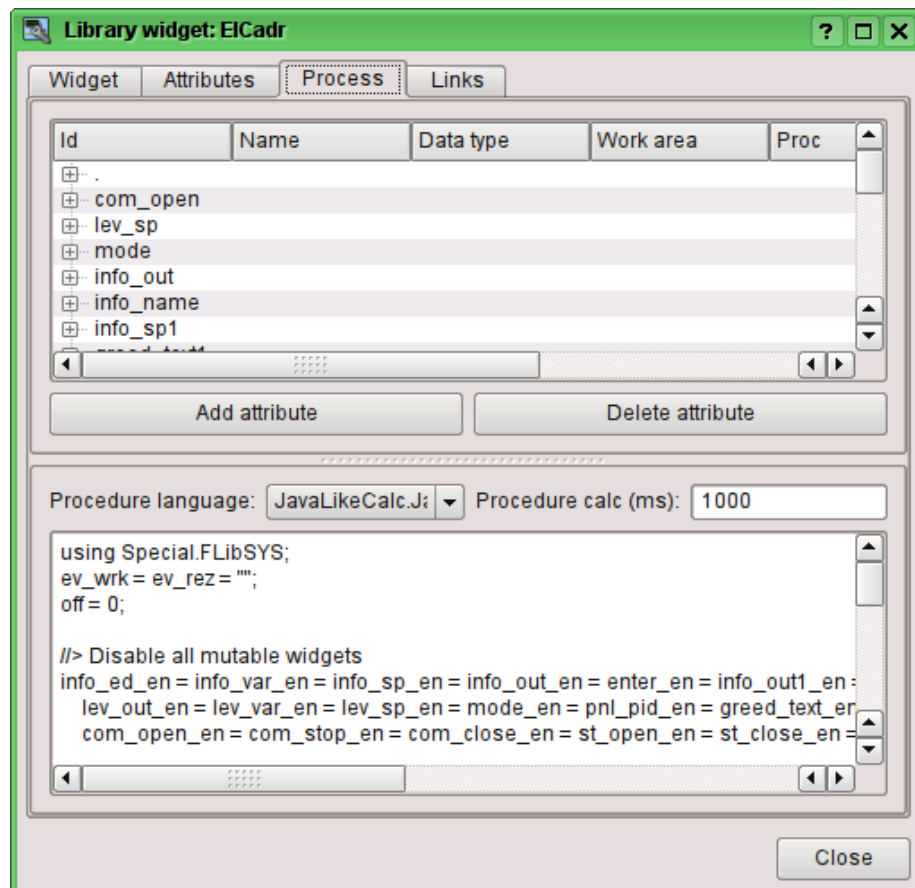 Library widget: ElCadr
Widget Attributes Process Links
Id Name Data type Work area Proc
.
com_open
lev_sp
mode
info_out
info_name
info_sp1
Add attribute Delete attribute
Procedure language: JavaLikeCalc.Ja Procedure calc (ms): 1000
using Special.FLibSYS;
ev_wrk = ev_rez = "";
off = 0;
//> Disable all mutable widgets
info_ed_en = info_var_en = info_sp_en = info_out_en = enter_en = info_out1_en =
lev_out_en = lev_var_en = lev_sp_en = mode_en = pnl_pid_en = greed_text_en
com_open_en = com_stop_en = com_close_en = st_open_en = st_close_en =
Close